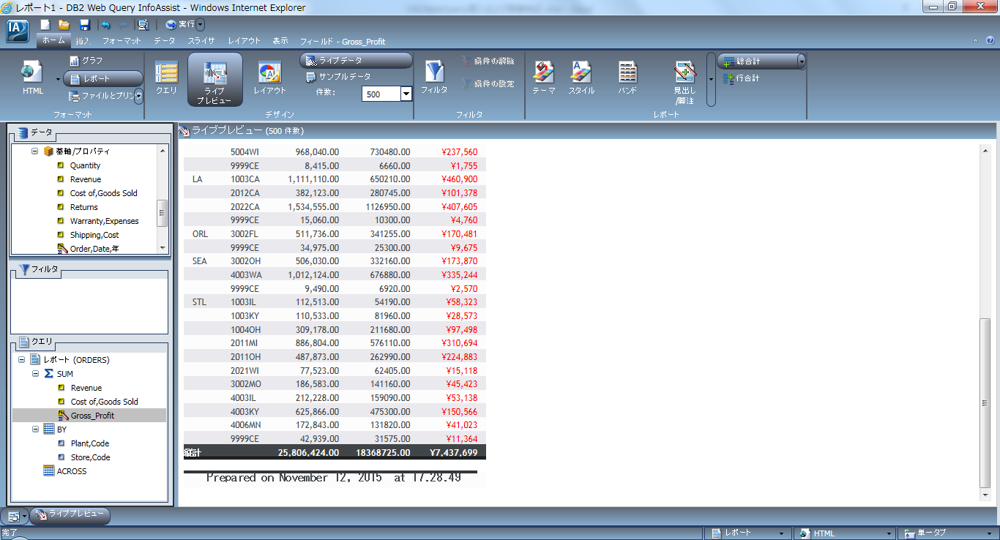 レポート1 - DB2 Web Query InfoAssist - Windows Internet Explorer
IA
実行
ホーム 挿入 フォーマット データ スライサ レイアウト 表示 フィールド - Gross_Profit
HTML
グラフ
レポート
ファイルとプリン
フォーマット
クエリ
ライブ
プレビュー
レイアウト
ライブデータ
サンプルデータ
件数: 500
デザイン
フィルタ
条件の解除
条件の設定
フィルタ
テーマ
スタイル
バンド
見出し
/脚注
総合計
行合計
レポート
データ
基軸/プロパティ
Quantity
Revenue
Cost of,Goods Sold
Returns
Warranty,Expenses
Shipping,Cost
Order,Date,年
フィルタ
クエリ
レポート (ORDERS)
SUM
Revenue
Cost of,Goods Sold
Gross_Profit
BY
Plant,Code
Store,Code
ACROSS
ライブプレビュー (500 件数)
5004WI 968,040.00 730480.00 ¥237,560
9999CE 8,415.00 6660.00 ¥1,755
LA 1003CA 1,111,110.00 650210.00 ¥460,900
2012CA 382,123.00 280745.00 ¥101,378
2022CA 1,534,555.00 1126950.00 ¥407,605
9999CE 15,060.00 10300.00 ¥4,760
ORL 3002FL 511,736.00 341255.00 ¥170,481
9999CE 34,975.00 25300.00 ¥9,675
SEA 3002OH 506,030.00 332160.00 ¥173,870
4003WA 1,012,124.00 676880.00 ¥335,244
9999CE 9,490.00 6920.00 ¥2,570
STL 1003IL 112,513.00 54190.00 ¥58,323
1003KY 110,533.00 81960.00 ¥28,573
1004OH 309,178.00 211680.00 ¥97,498
2011MI 886,804.00 576110.00 ¥310,694
2011OH 487,873.00 262990.00 ¥224,883
2021WI 77,523.00 62405.00 ¥15,118
3002MO 186,583.00 141160.00 ¥45,423
4003IL 212,228.00 159090.00 ¥53,138
4003KY 625,866.00 475300.00 ¥150,566
4006MN 172,843.00 131820.00 ¥41,023
9999CE 42,939.00 31575.00 ¥11,364
総計 25,806,424.00 18368725.00 ¥7,437,699
Prepared on November 12, 2015 at 17.28.49
ライブプレビュー
完了
レポート
HTML
単一タブ